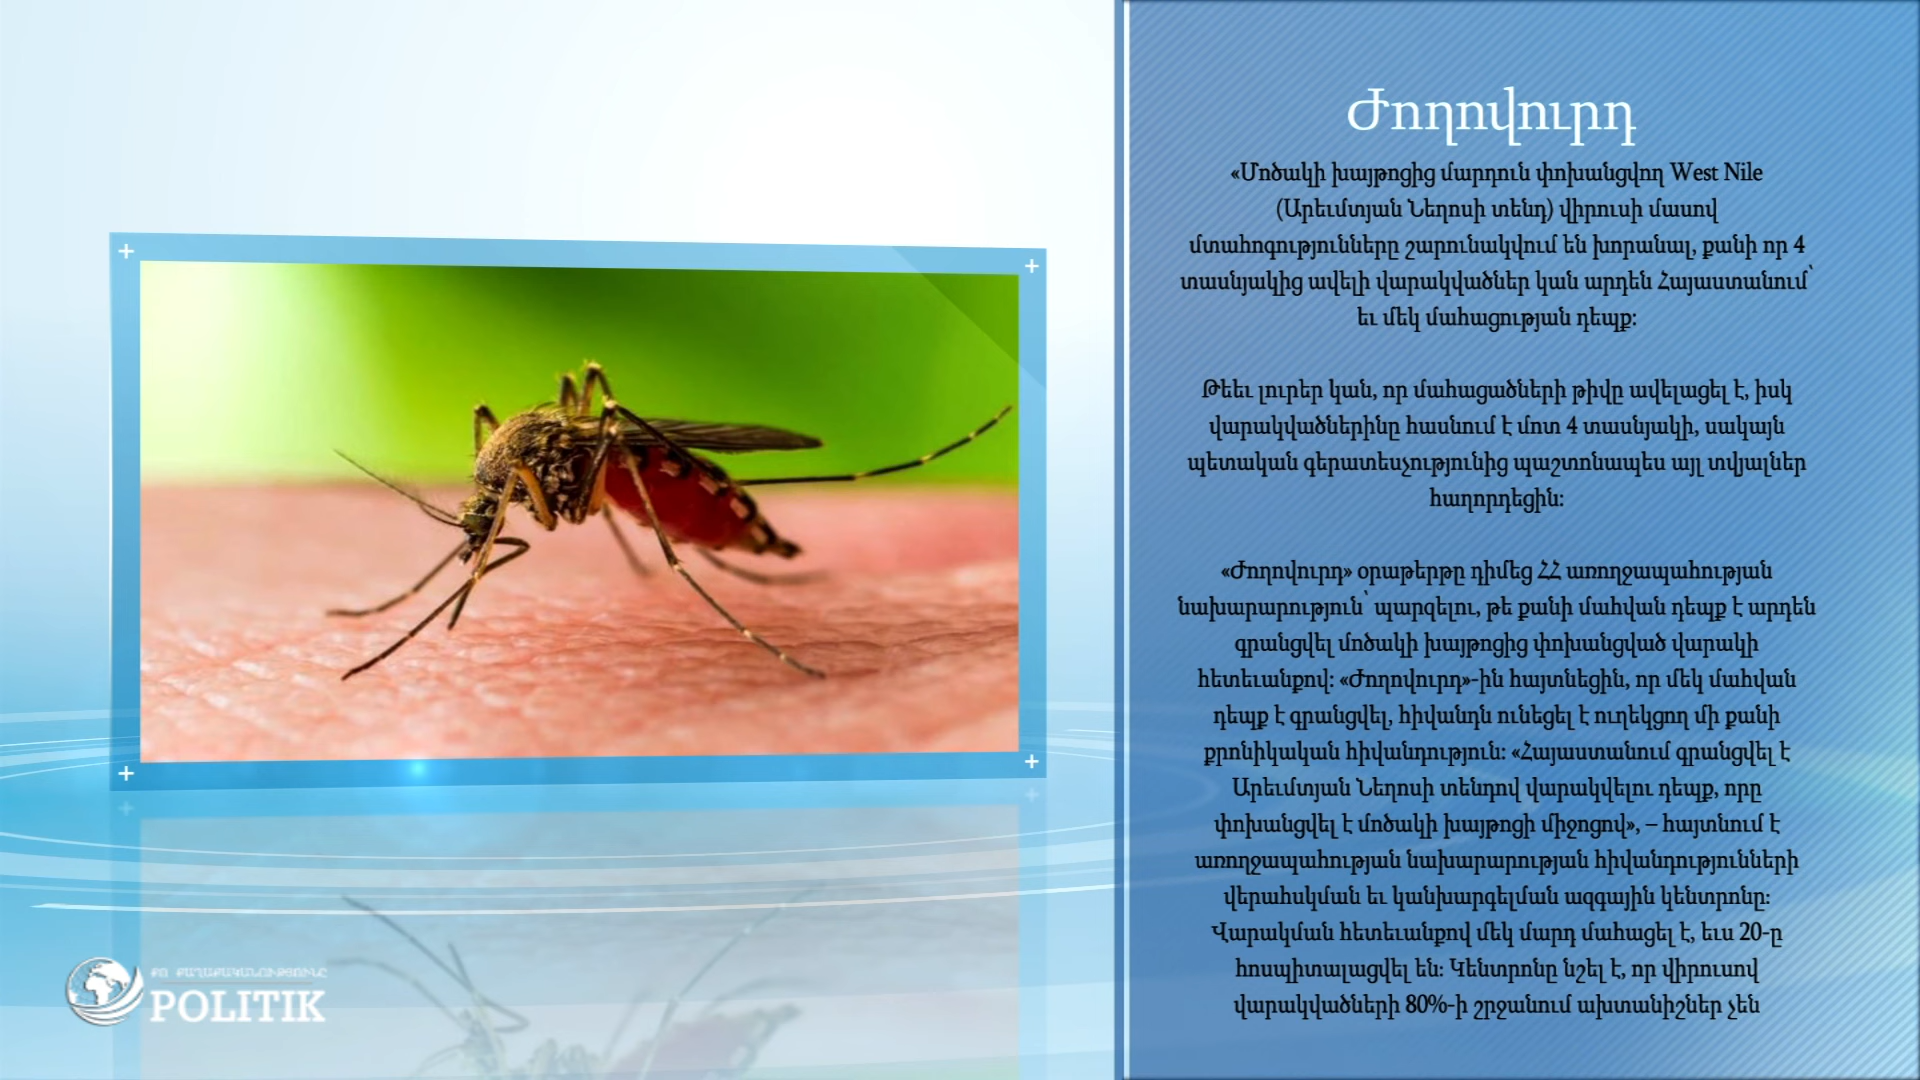 Ժողովուրդ
«Մոծակի խայթոցից մարդուն փոխանցվող West Nile
(Արեւմտյան Նեղոսի տենդ) վիրուսի մասով
մտահոգությունները շարունակվում են խորանալ, քանի որ 4
տասնյակից ավելի վարակվածներ կան արդեն Հայաստանում՝
եւ մեկ մահացության դեպք:
Թեեւ լուրեր կան, որ մահացածների թիվը ավելացել է, իսկ
վարակվածներինը հասնում է մոտ 4 տասնյակի, սակայն
պետական գերատեսչությունից պաշտոնապես այլ տվյալներ
հաղորդեցին:
«Ժողովուրդ» օրաթերթը դիմեց ՀՀ առողջապահության
նախարարություն՝ պարզելու, թե քանի մահվան դեպք է արդեն
գրանցվել մոծակի խայթոցից փոխանցված վարակի
հետեւանքով: «Ժողովուրդ»-ին հայտնեցին, որ մեկ մահվան
դեպք է գրանցվել, հիվանդն ունեցել է ուղեկցող մի քանի
քրոնիկական հիվանդություն: «Հայաստանում գրանցվել է
Արեւմտյան Նեղոսի տենդով վարակվելու դեպք, որը
փոխանցվել է մոծակի խայթոցի միջոցով», – հայտնում է
առողջապահության նախարարության հիվանդությունների
վերահսկման եւ կանխարգելման ազգային կենտրոնը:
Վարակման հետեւանքով մեկ մարդ մահացել է, եւս 20-ը
հոսպիտալացվել են: Կենտրոնը նշել է, որ վիրուսով
վարակվածների 80%-ի շրջանում ախտանիշներ չեն
ՔՈ ՔԱՂԱՔԱԿԱՆՈՒԹՅՈՒՆԸ
POLITIK